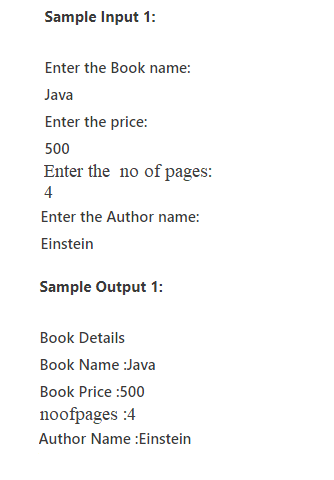 Sample Input 1:
Enter the Book name:
Java
Enter the price:
500
Enter the no of pages:
4
Enter the Author name:
Einstein
Sample Output 1:
Book Details
Book Name :Java
Book Price :500
noofpages :4
Author Name :Einstein